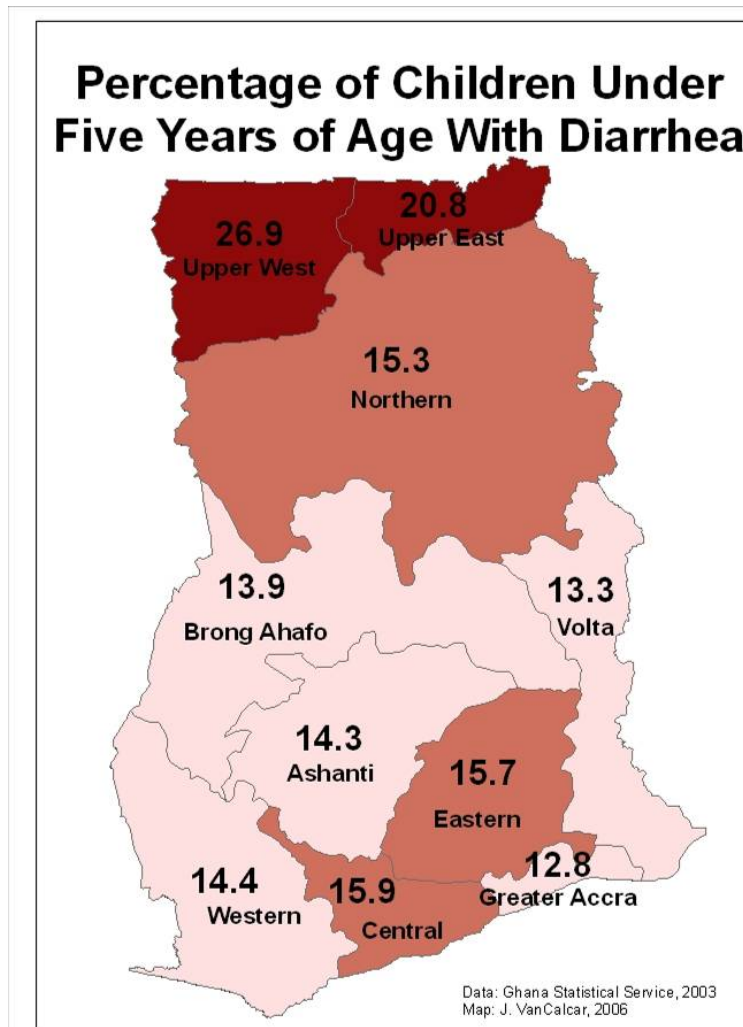 Percentage of Children Under
Five Years of Age With Diarrhea
20.8
Upper East
26.9
Upper West
15.3
Northern
13.9
Brong Ahafo
13.3
Volta
14.3
Ashanti
15.7
Eastern
12.8
Greater Accra
14.4
Western
15.9
Central
Data: Ghana Statistical Service, 2003
Map: J. VanCalcar, 2006